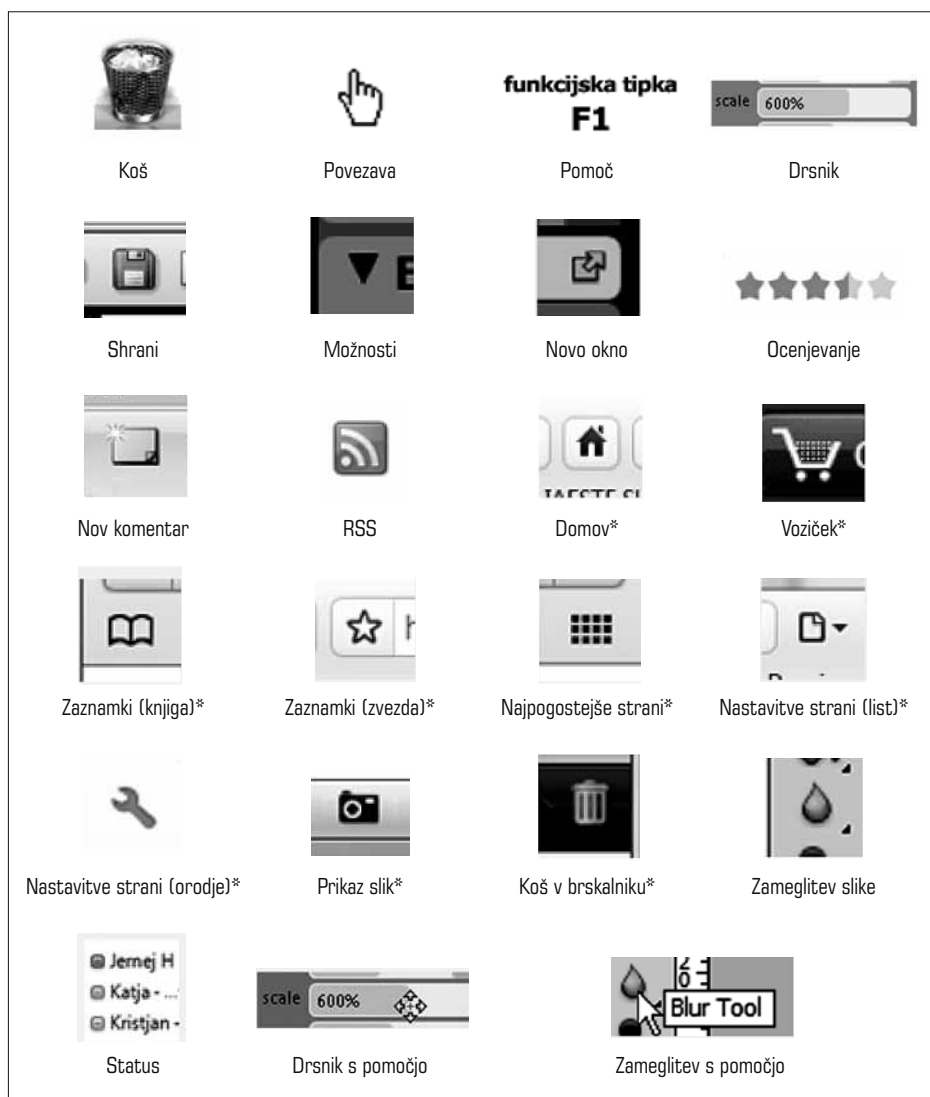 funkcijska tipka
F1
scale 600%
Koš Povezava Pomoč Drsnik
Shrani Možnosti Novo okno Ocenjevanje
Nov komentar RSS Domov* Voziček*
Zaznamki (knjiga)* Zaznamki (zvezda)* Najpogostejše strani* Nastavitve strani (list)*
Nastavitve strani (orodje)* Prikaz slik* Koš v brskalniku* Zameglitev slike
Jernej H
Katja - ...
Kristjan -
scale 600%
Blur Tool
Status Drsnik s pomočjo Zameglitev s pomočjo